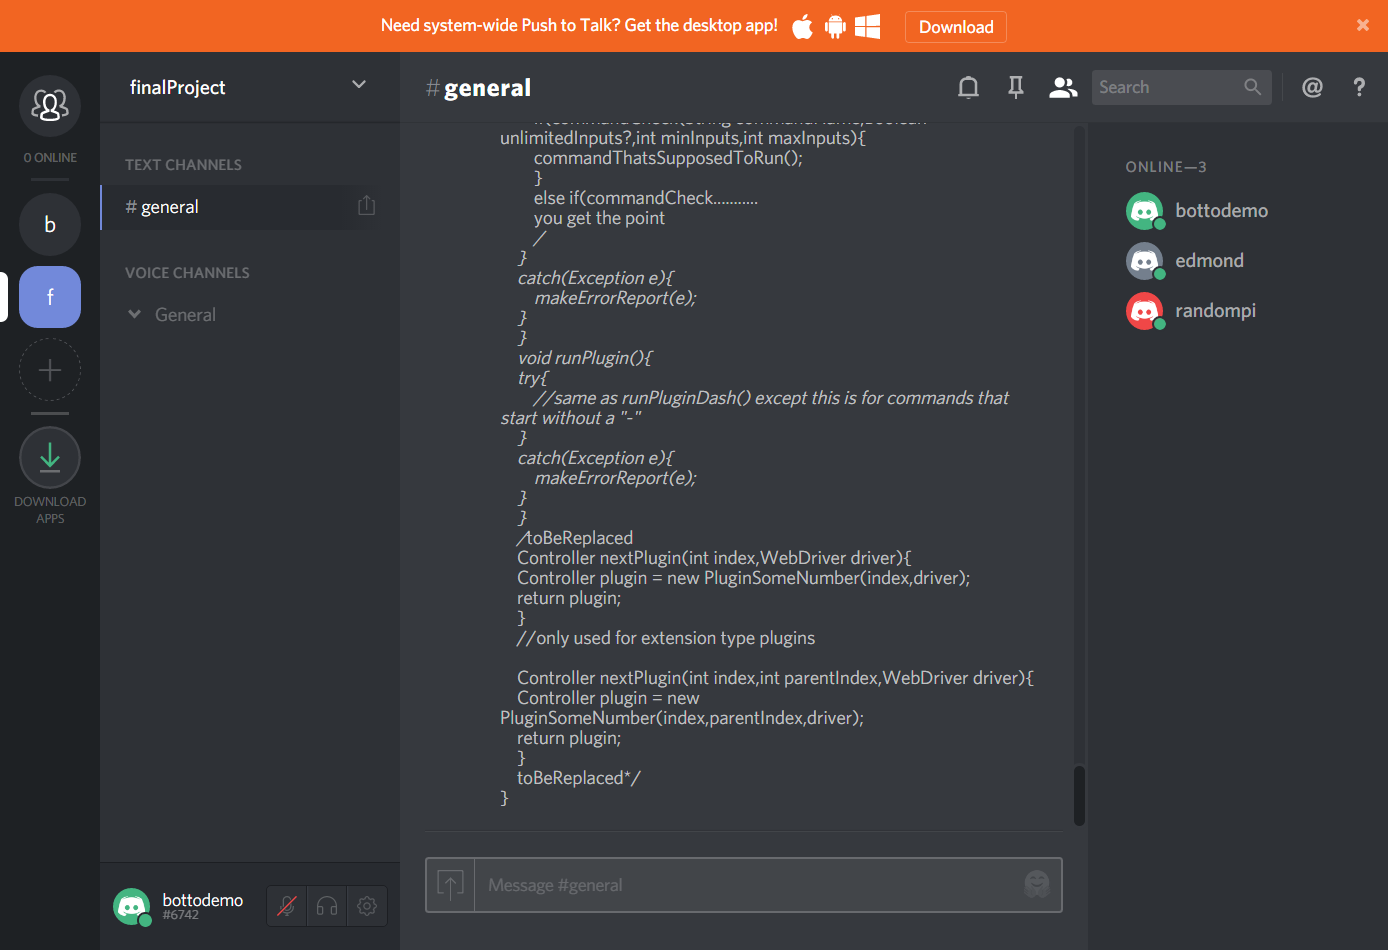 Need system-wide Push to Talk? Get the desktop app!
Download
finalProject
#general
Search
@
?
0 ONLINE
b
f
DOWNLOAD
APPS
TEXT CHANNELS
# general
VOICE CHANNELS
General
if(commandCheck(String commandName,Boolean
unlimitedInputs?,int minInputs,int maxInputs){
commandThatsSupposedToRun();
}
else if(commandCheck...........
you get the point
/
}
catch(Exception e){
makeErrorReport(e);
}
}
void runPlugin(){
try{
//same as runPluginDash() except this is for commands that
start without a "-"
}
catch(Exception e){
makeErrorReport(e);
}
}
/toBeReplaced
Controller nextPlugin(int index,WebDriver driver){
Controller plugin = new PluginSomeNumber(index,driver);
return plugin;
}
//only used for extension type plugins
Controller nextPlugin(int index,int parentIndex,WebDriver driver){
Controller plugin = new
PluginSomeNumber(index,parentIndex,driver);
return plugin;
}
toBeReplaced*/
}
Message #general
ONLINE—3
bottodemo
edmond
randompi
bottodemo
#6742